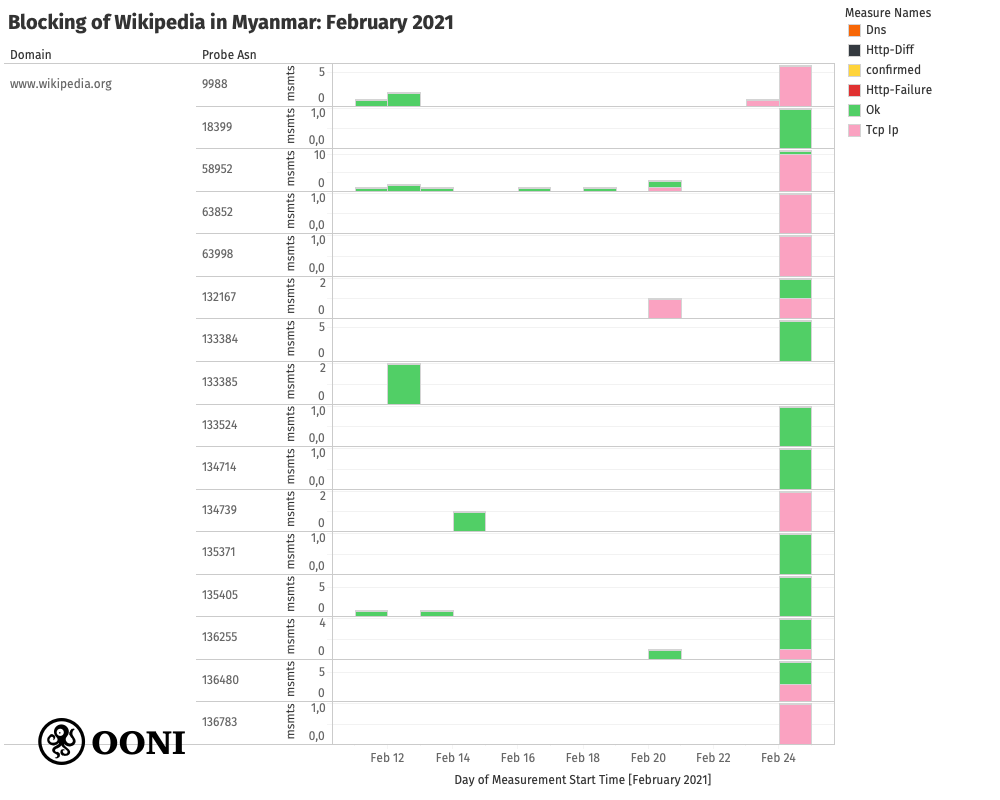 Blocking of Wikipedia in Myanmar: February 2021
Measure Names
Dns
Http-Diff
confirmed
Http-Failure
Ok
Tcp Ip
Domain Probe Asn
www.wikipedia.org 9988 msmts 5 0
18399 msmts 1,0 0,0
58952 msmts 10 0
63852 msmts 1,0 0,0
63998 msmts 1,0 0,0
132167 msmts 2 0
133384 msmts 5 0
133385 msmts 2 0
133524 msmts 1,0 0,0
134714 msmts 1,0 0,0
134739 msmts 2 0
135371 msmts 1,0 0,0
135405 msmts 5 0
136255 msmts 4 0
136480 msmts 5 0
136783 msmts 1,0 0,0
OONI
Feb 12 Feb 14 Feb 16 Feb 18 Feb 20 Feb 22 Feb 24
Day of Measurement Start Time [February 2021]